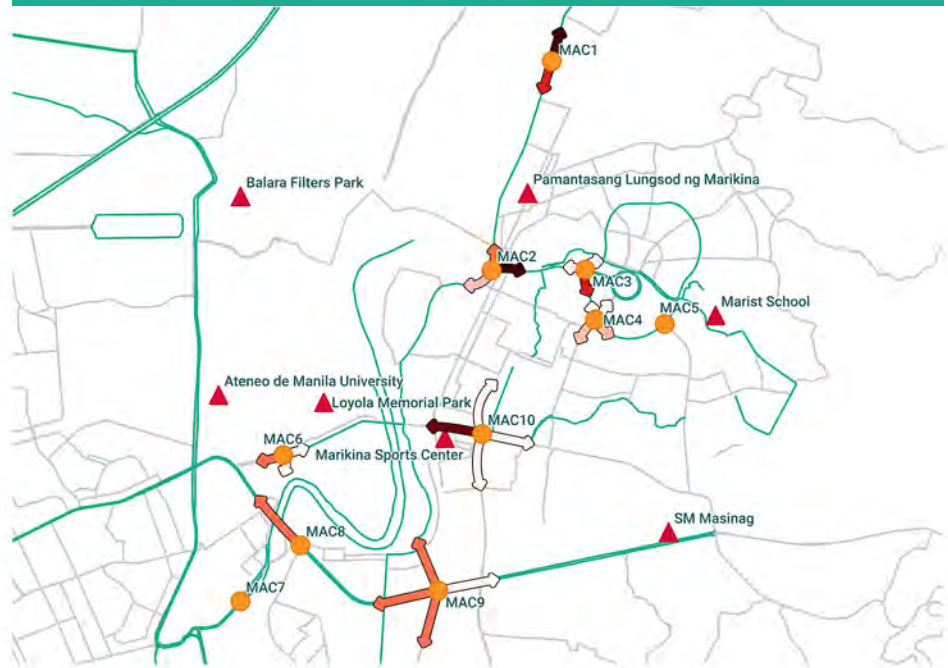 MAC1
Balara Filters Park
Pamantasang Lungsod ng Marikina
MAC2
MAC3
Marist School
MAC4
MAC5
Ateneo de Manila University
Loyola Memorial Park
MAC10
MAC6
Marikina Sports Center
SM Masinag
MAC8
MAC7
MAC9